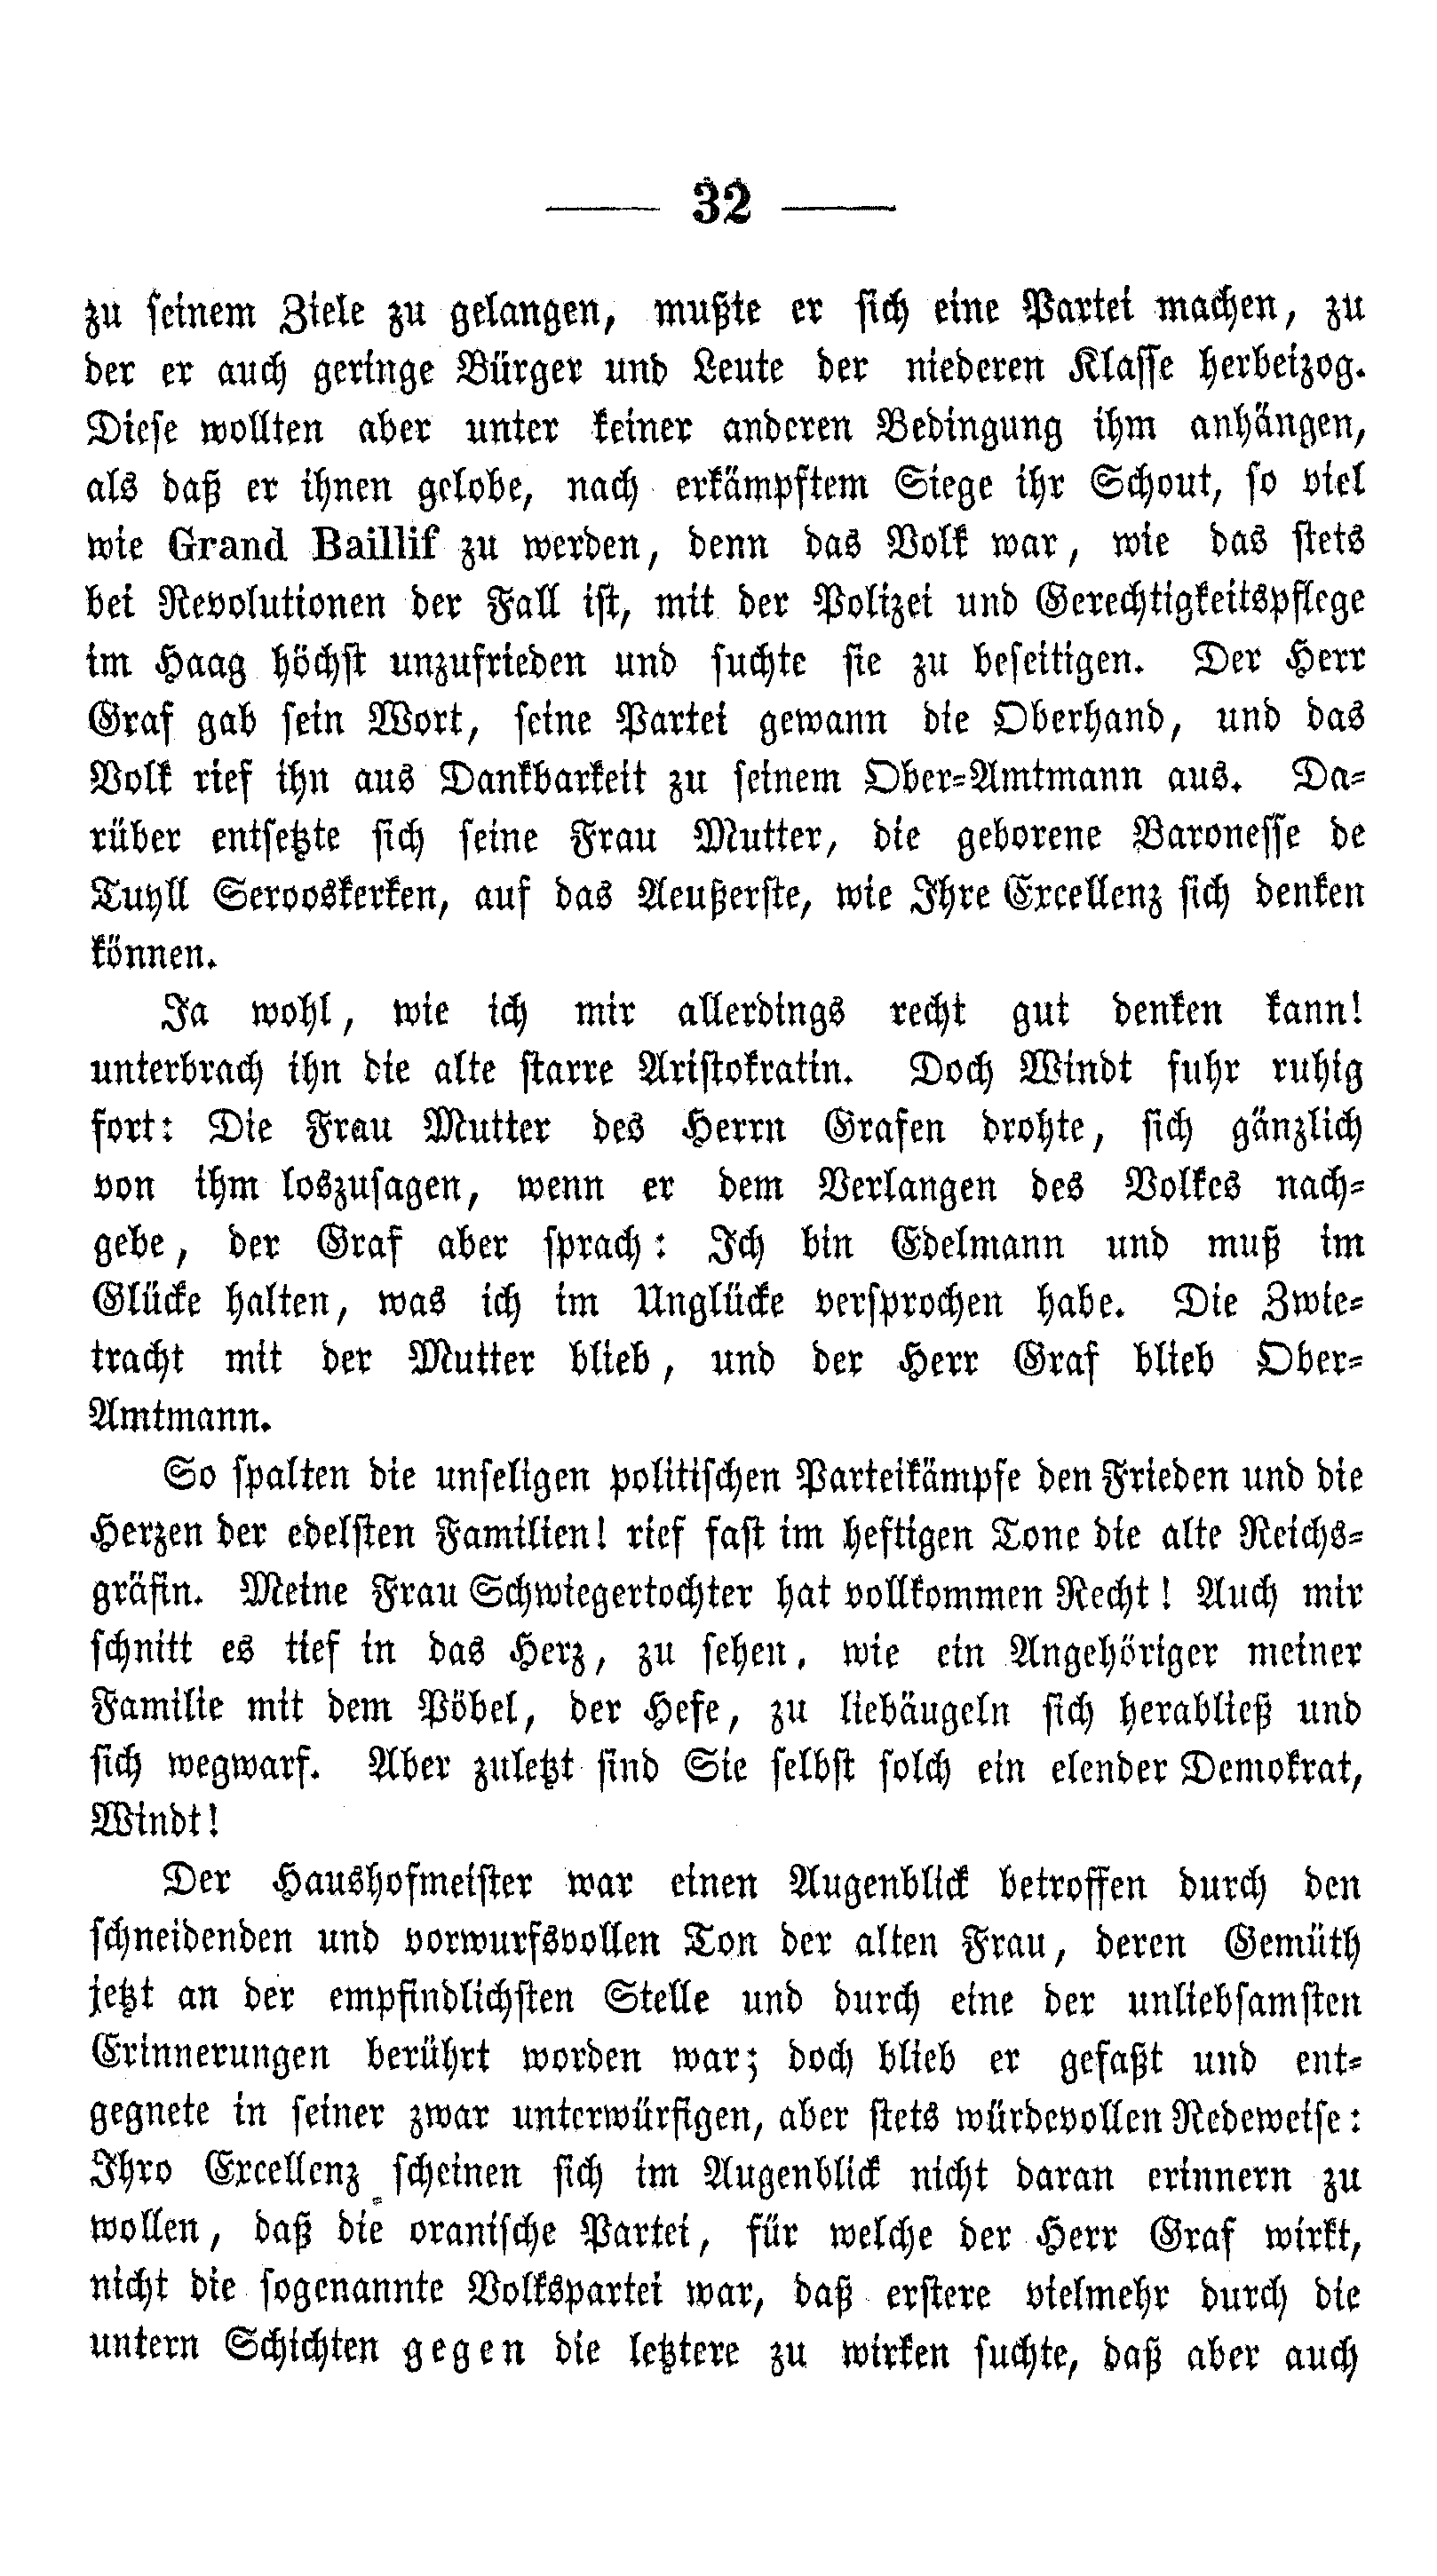 — 32 —
zu seinem Ziele zu gelangen, mußte er sich eine Partei machen, zu
der er auch geringe Bürger und Leute der niederen Klasse herbeizog.
Diese wollten aber unter keiner anderen Bedingung ihm anhängen,
als daß er ihnen gelobe, nach erkämpftem Siege ihr Schout, so viel
wie Grand Baillif zu werden, denn das Volk war, wie das stets
bei Revolutionen der Fall ist, mit der Polizei und Gerechtigkeitspflege
im Haag höchst unzufrieden und suchte sie zu beseitigen. Der Herr
Graf gab sein Wort, seine Partei gewann die Oberhand, und das
Volk rief ihn aus Dankbarkeit zu seinem Ober-Amtmann aus. Da-
rüber entsetzte sich seine Frau Mutter, die geborene Baronesse de
Tuyll Serooskerken, auf das Aeußerste, wie Ihre Excellenz sich denken
können.
Ja wohl, wie ich mir allerdings recht gut denken kann!
unterbrach ihn die alte starre Aristokratin. Doch Windt fuhr ruhig
fort: Die Frau Mutter des Herrn Grafen drohte, sich gänzlich
von ihm loszusagen, wenn er dem Verlangen des Volkes nach-
gebe, der Graf aber sprach: Ich bin Edelmann und muß im
Glücke halten, was ich im Unglücke versprochen habe. Die Zwie-
tracht mit der Mutter blieb, und der Herr Graf blieb Ober-
Amtmann.
So spalten die unseligen politischen Parteikämpfe den Frieden und die
Herzen der edelsten Familien! rief fast im heftigen Tone die alte Reichs-
gräfin. Meine Frau Schwiegertochter hat vollkommen Recht! Auch mir
schnitt es tief in das Herz, zu sehen, wie ein Angehöriger meiner
Familie mit dem Pöbel, der Hefe, zu liebäugeln sich herabließ und
sich wegwarf. Aber zuletzt sind Sie selbst solch ein elender Demokrat,
Windt!
Der Haushofmeister war einen Augenblick betroffen durch den
schneidenden und vorwurfsvollen Ton der alten Frau, deren Gemüth
jetzt an der empfindlichsten Stelle und durch eine der unliebsamsten
Erinnerungen berührt worden war; doch blieb er gefaßt und ent-
gegnete in seiner zwar unterwürfigen, aber stets würdevollen Redeweise:
Ihro Excellenz scheinen sich im Augenblick nicht daran erinnern zu
wollen, daß die oranische Partei, für welche der Herr Graf wirkt,
nicht die sogenannte Volkspartei war, daß erstere vielmehr durch die
untern Schichten gegen die letztere zu wirken suchte, daß aber auch